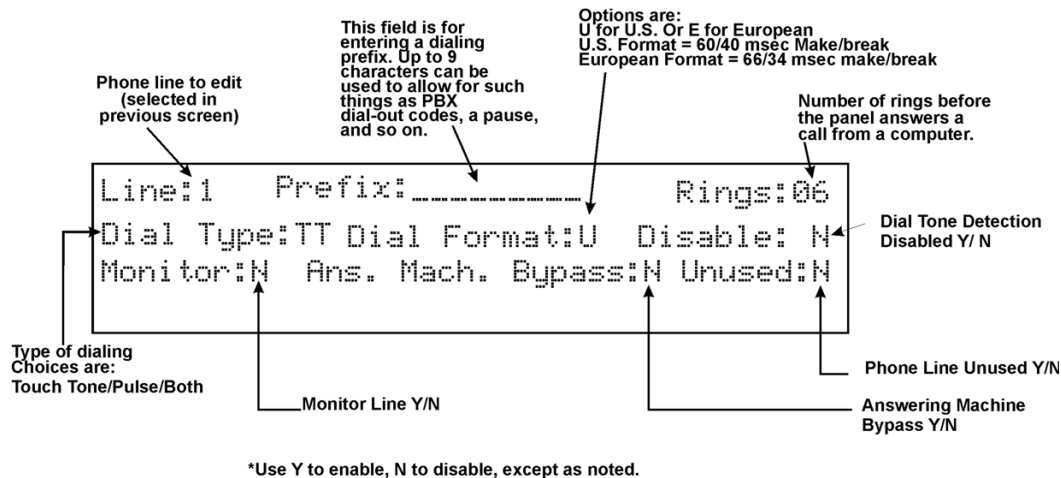 This field is for
entering a dialing
prefix. Up to 9
characters can be
used to allow for such
things as PBX
dial-out codes, a pause,
and so on.
Options are:
U for U.S. Or E for European
U.S. Format = 60/40 msec Make/break
European Format = 66/34 msec make/break
Phone line to edit
(selected in
previous screen)
Number of rings before
the panel answers a
call from a computer.
Line:1 Prefix:_________ Rings:06
Dial Type:TT Dial Format:U Disable: N
Monitor:N Ans. Mach. Bypass:N Unused:N
Dial Tone Detection
Disabled Y/ N
Type of dialing
Choices are:
Touch Tone/Pulse/Both
Monitor Line Y/N
Phone Line Unused Y/N
Answering Machine
Bypass Y/N
*Use Y to enable, N to disable, except as noted.